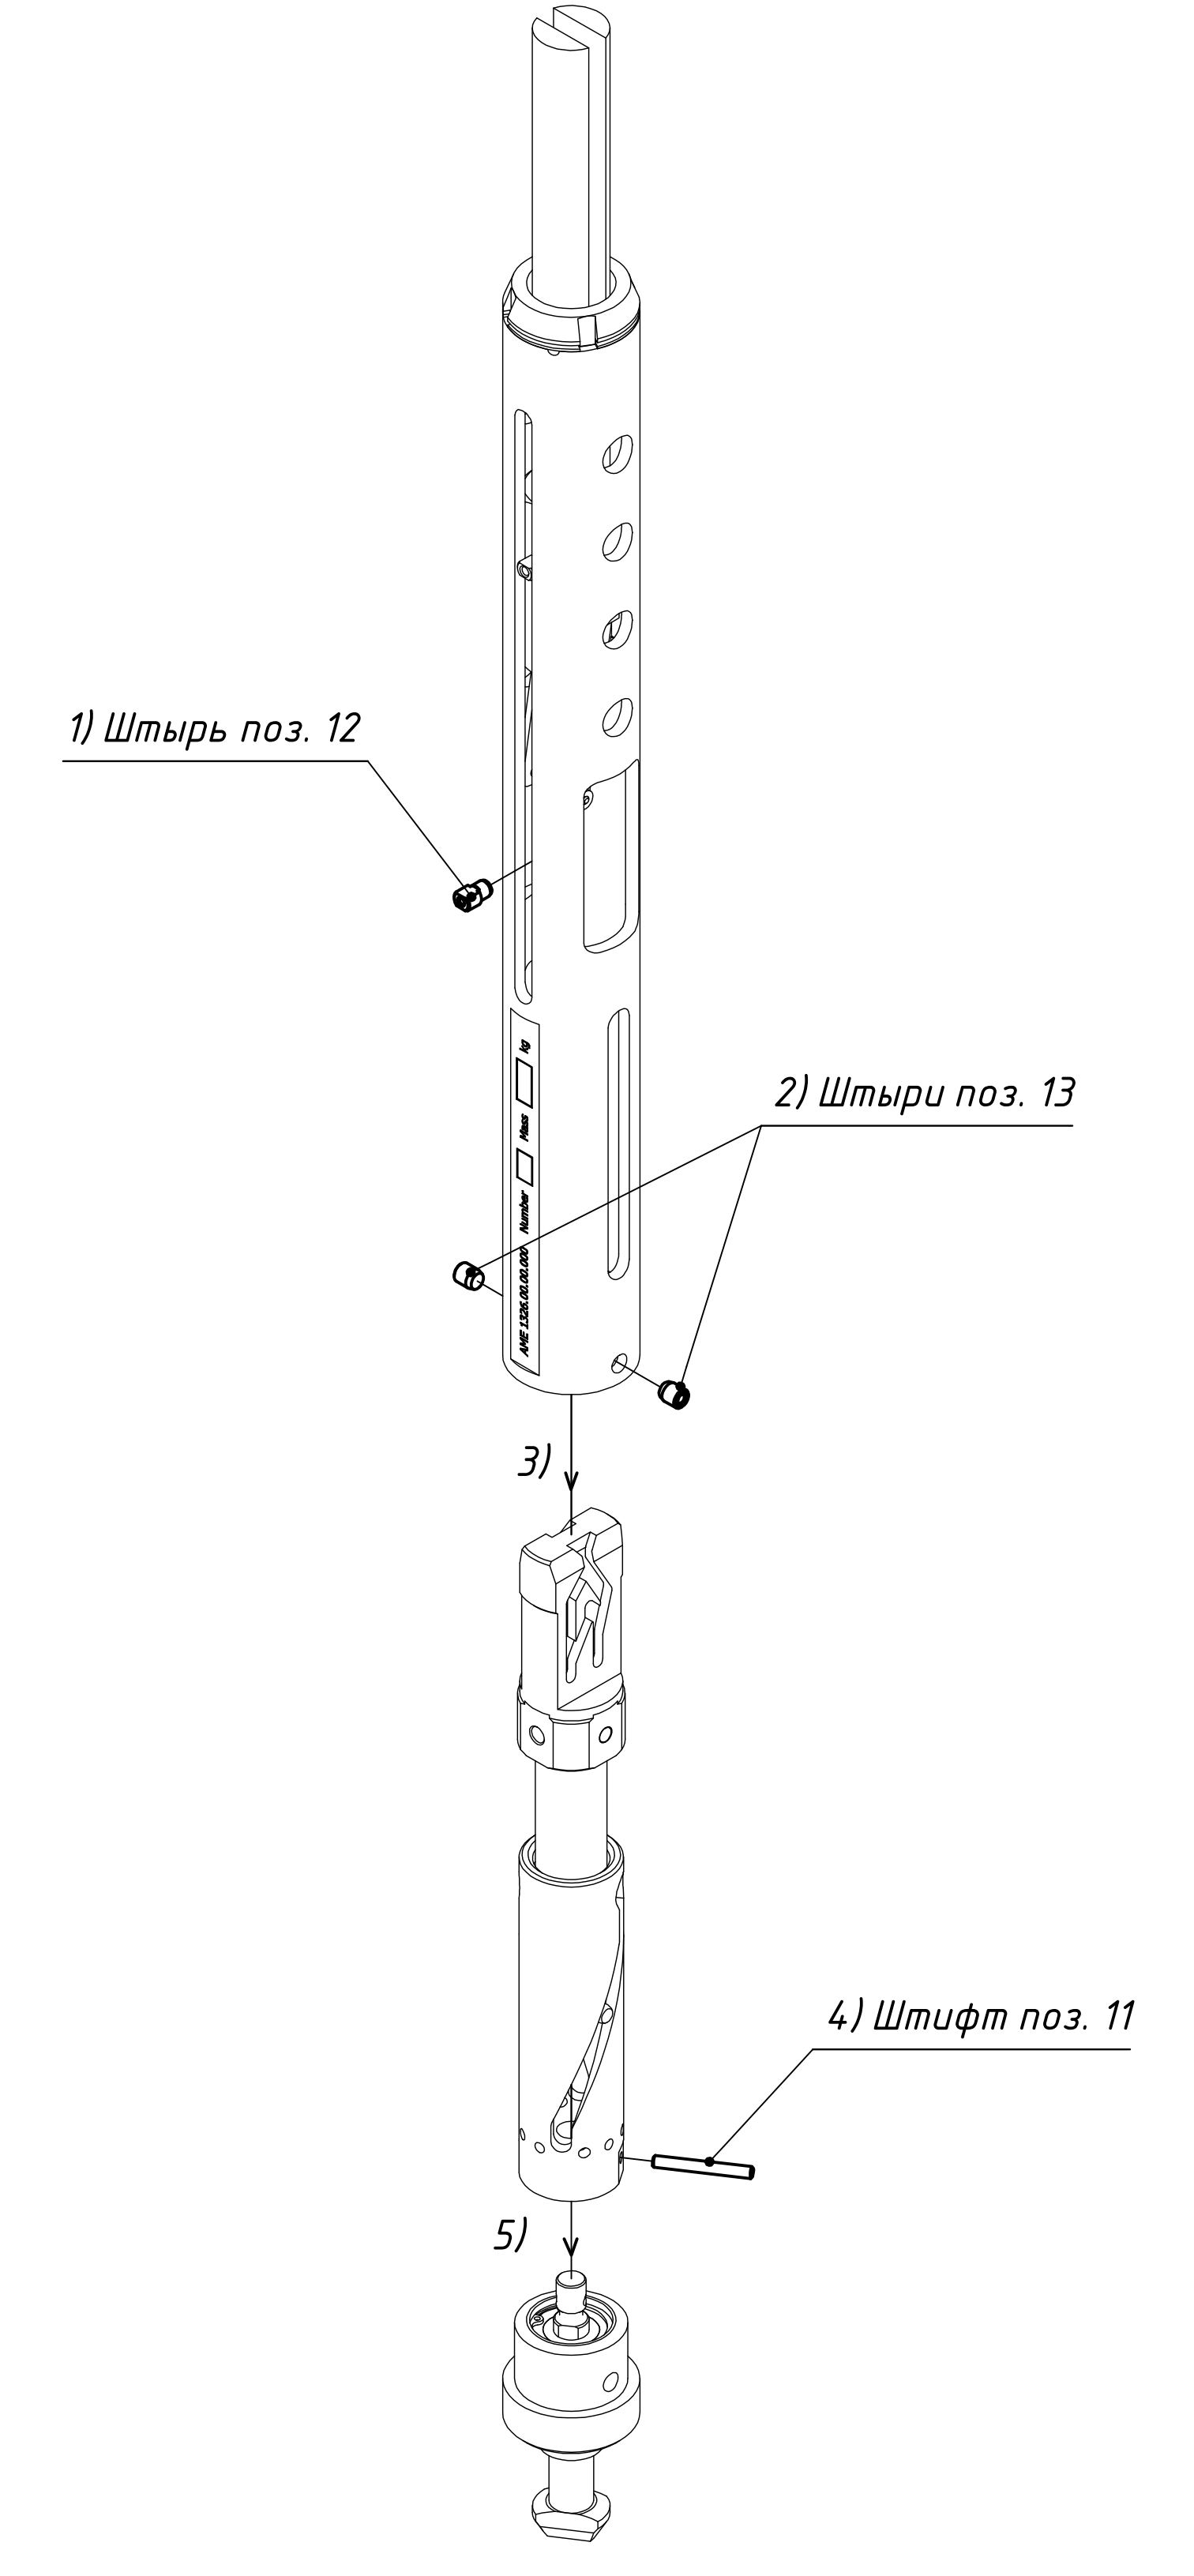 1) Штырь поз. 12
2) Штыри поз. 13
AME 1326.00.00.000 Number Mass kg
3)
4) Штифт поз. 11
5)